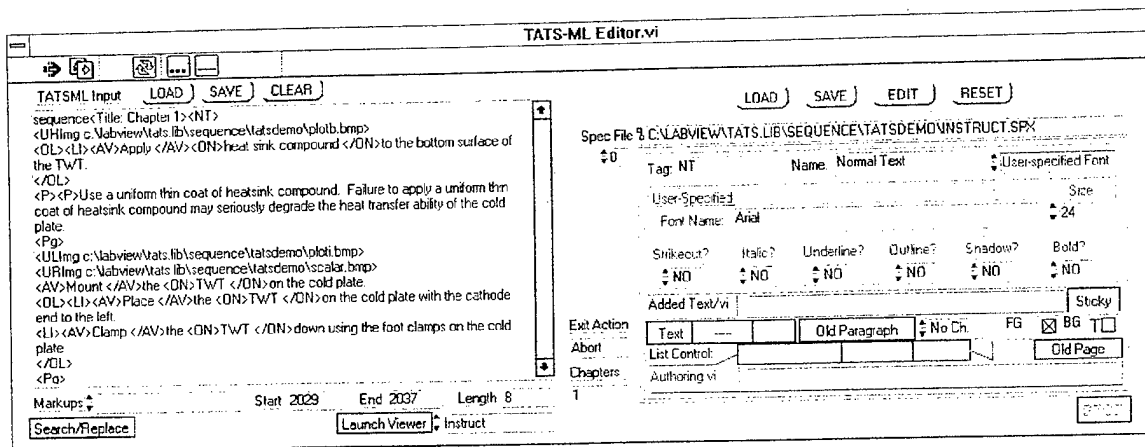 TATS-ML Editor.vi
TATSML Input LOAD SAVE CLEAR
sequence<Title: Chapter 1><NT>
<URImg c:\labview\tats.lib\sequence\tatsdemo\plotb.bmp>
<OL><LI><AV>Apply </AV><ON>heat sink compound </ON>to the bottom surface of
the TWT.
</OL>
<P><P>Use a uniform thin coat of heatsink compound. Failure to apply a uniform thin
coat of heatsink compound may seriously degrade the heat transfer ability of the cold
plate.
<Pg>
<ULImg c:\labview\tats.lib\sequence\tatsdemo\ploti.bmp>
<URImg c:\labview\tats.lib\sequence\tatsdemo\scalar.bmp>
<AV>Mount </AV>the <ON>TWT </ON>on the cold plate.
<OL><LI><AV>Place </AV>the <ON>TWT </ON>on the cold plate with the cathode
end to the left.
<LI><AV>Clamp </AV>the <ON>TWT </ON>down using the foot clamps on the cold
plate
</OL>
<Pg>
Markups Start 2029 End 2037 Length 8
Search/Replace Launch Viewer Instruct
LOAD SAVE EDIT RESET
Spec File C:\LABVIEW\TATS.LIB\SEQUENCE\TATSDEMO\INSTRUCT.SPX
0
Tag: NT Name: Normal Text User-specified Font
User-Specified Size
Font Name: Arial 24
Strikeout? Italic? Underline? Outline? Shadow? Bold?
NO NO NO NO NO NO
Added Text/vi Sticky
Exit Action Text ---- Old Paragraph No Ch. FG BG T
Abort List Control: Old Page
Chapters Authoring vi
1